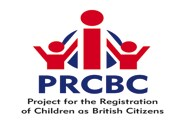 PRCBC
Project for the Registration
of Children as British Citizens